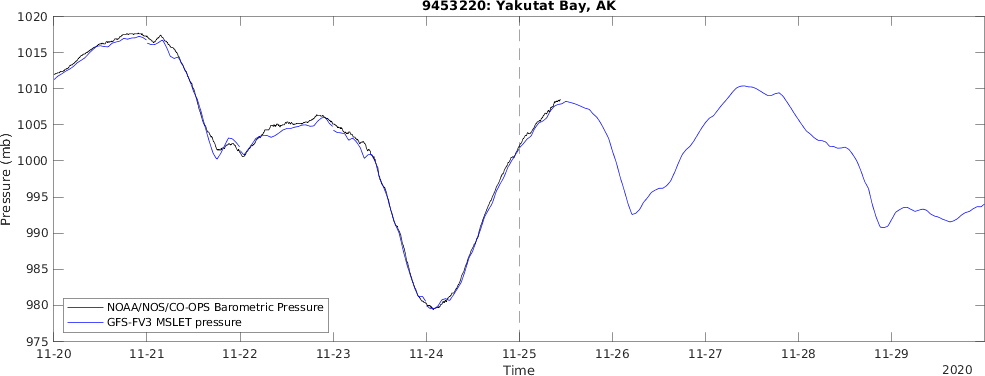 9453220: Yakutat Bay, AK
1020
1015
1010
1005
1000
995
990
985
980
975
Pressure (mb)
NOAA/NOS/CO-OPS Barometric Pressure
GFS-FV3 MSLET pressure
11-20 11-21 11-22 11-23 11-24 11-25 11-26 11-27 11-28 11-29
Time
2020